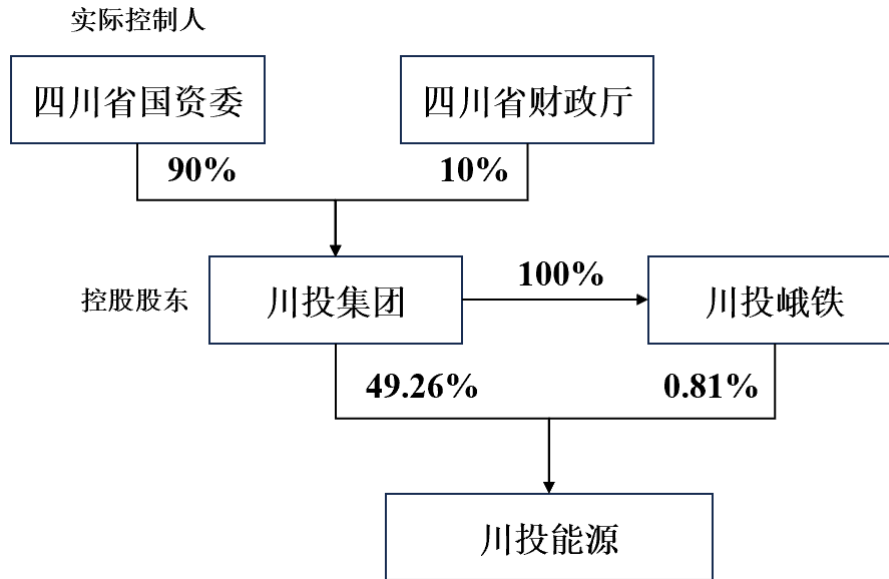 实际控制人
四川省国资委
四川省财政厅
90%
10%
控股股东
川投集团
100%
川投峨铁
49.26%
0.81%
川投能源